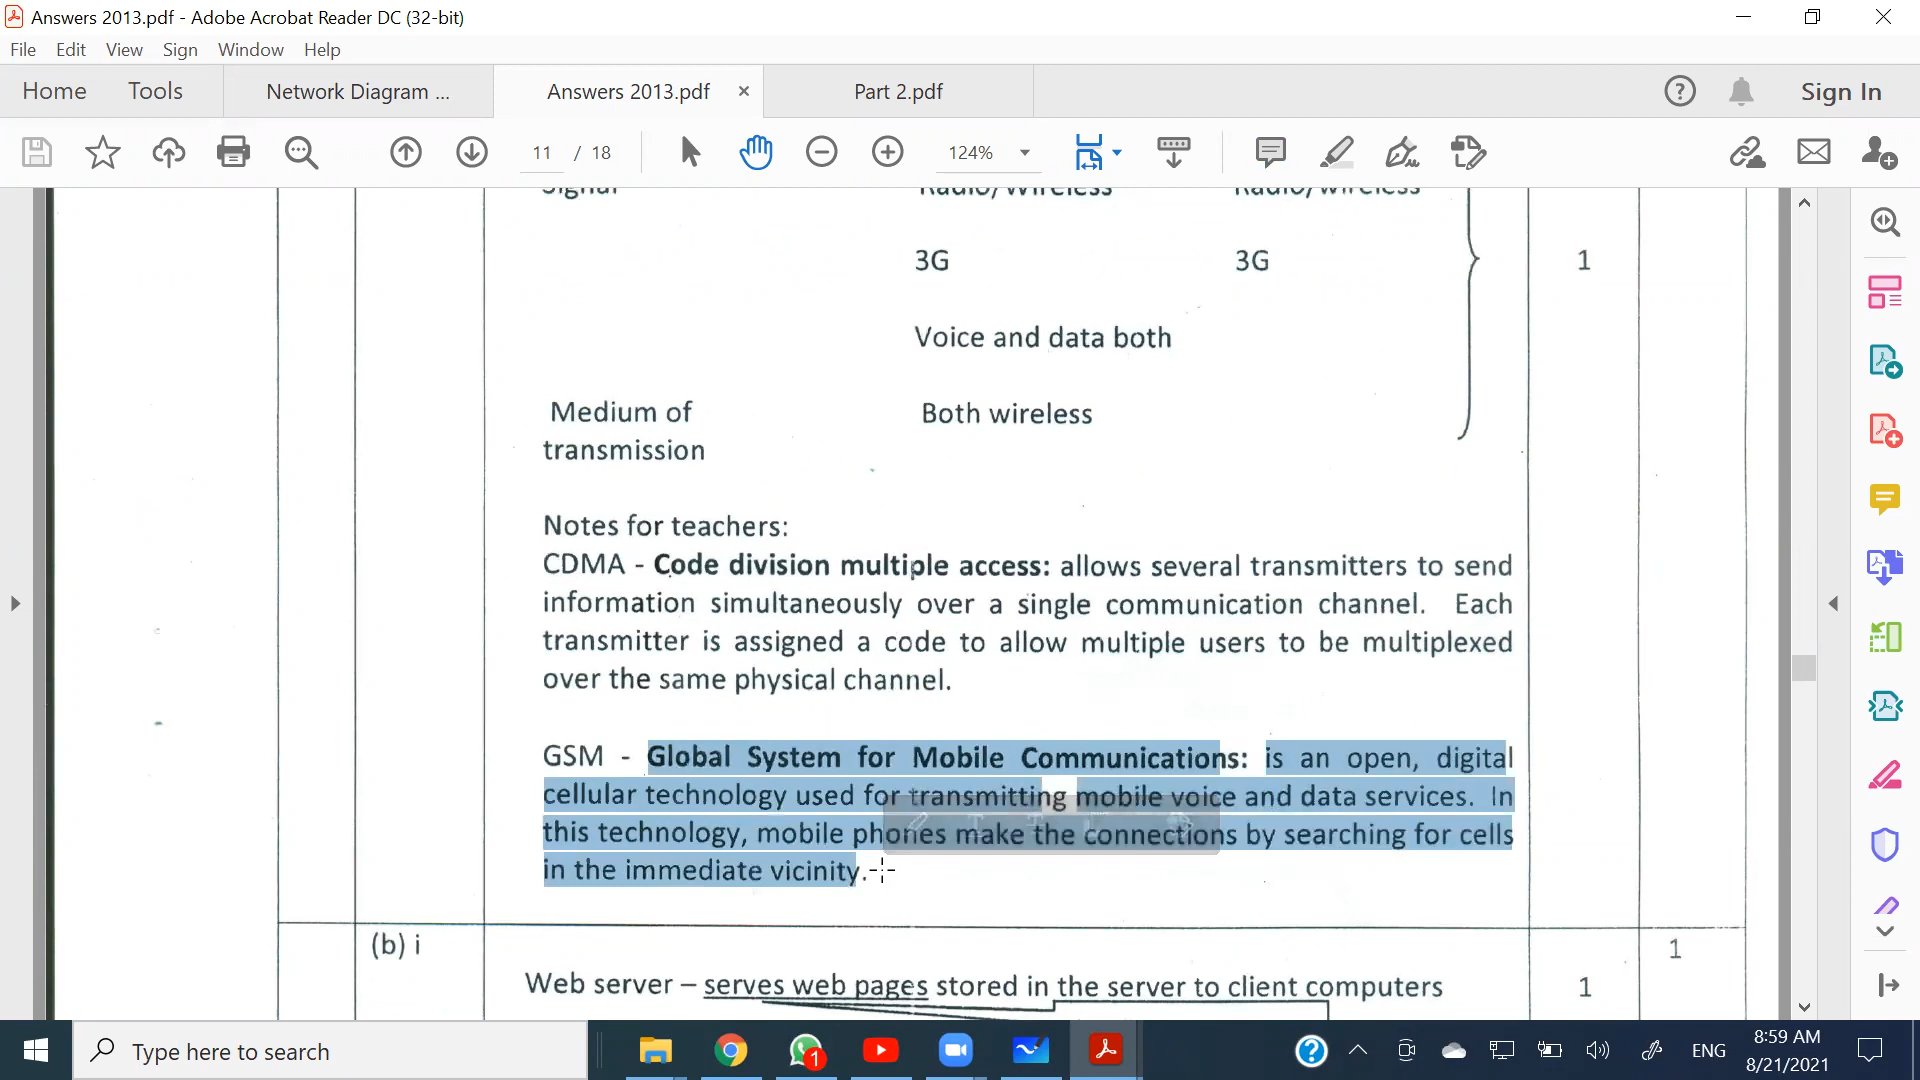 Answers 2013.pdf - Adobe Acrobat Reader DC (32-bit)
File Edit View Sign Window Help
Home Tools Network Diagram ... Answers 2013.pdf × Part 2.pdf Sign In
11 / 18 124%
Signal Radio/Wireless Radio/Wireless
3G 3G 1
Voice and data both
Medium of Both wireless
transmission
Notes for teachers:
CDMA - Code division multiple access: allows several transmitters to send
information simultaneously over a single communication channel. Each
transmitter is assigned a code to allow multiple users to be multiplexed
over the same physical channel.
GSM - Global System for Mobile Communications: is an open, digital
cellular technology used for transmitting mobile voice and data services. In
this technology, mobile phones make the connections by searching for cells
in the immediate vicinity.
(b) i 1
Web server – serves web pages stored in the server to client computers 1
Type here to search
1
ENG
8:59 AM
8/21/2021